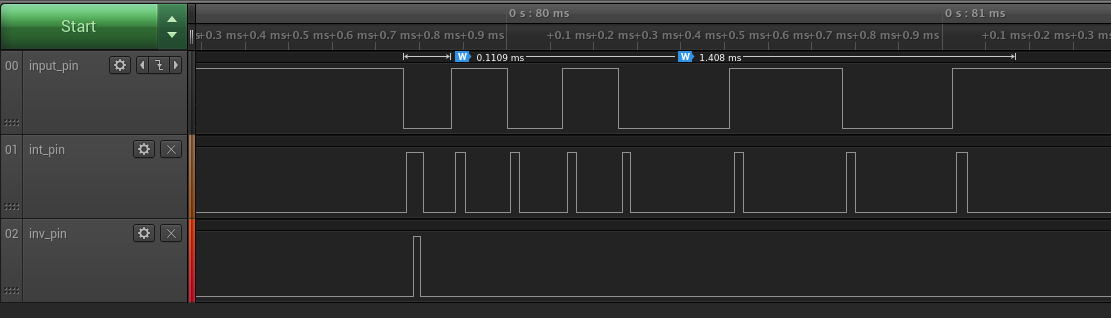 Start
0 s : 80 ms
0 s : 81 ms
s+0.3 ms+0.4 ms+0.5 ms+0.6 ms+0.7 ms+0.8 ms+0.9 ms
+0.1 ms+0.2 ms+0.3 ms+0.4 ms+0.5 ms+0.6 ms+0.7 ms+0.8 ms+0.9 ms
+0.1 ms+0.2 ms+0.3 ms
W 0.1109 ms
W 1.408 ms
00 input_pin
01 int_pin
02 inv_pin